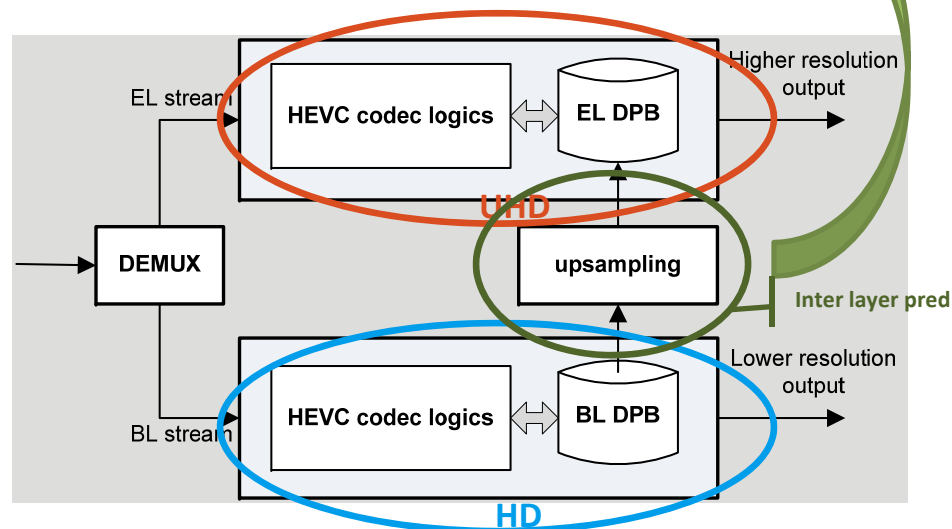 Higher resolution
output
EL stream
HEVC codec logics
EL DPB
UHD
DEMUX
upsampling
Inter layer pred
Lower resolution
output
HEVC codec logics
BL DPB
BL stream
HD